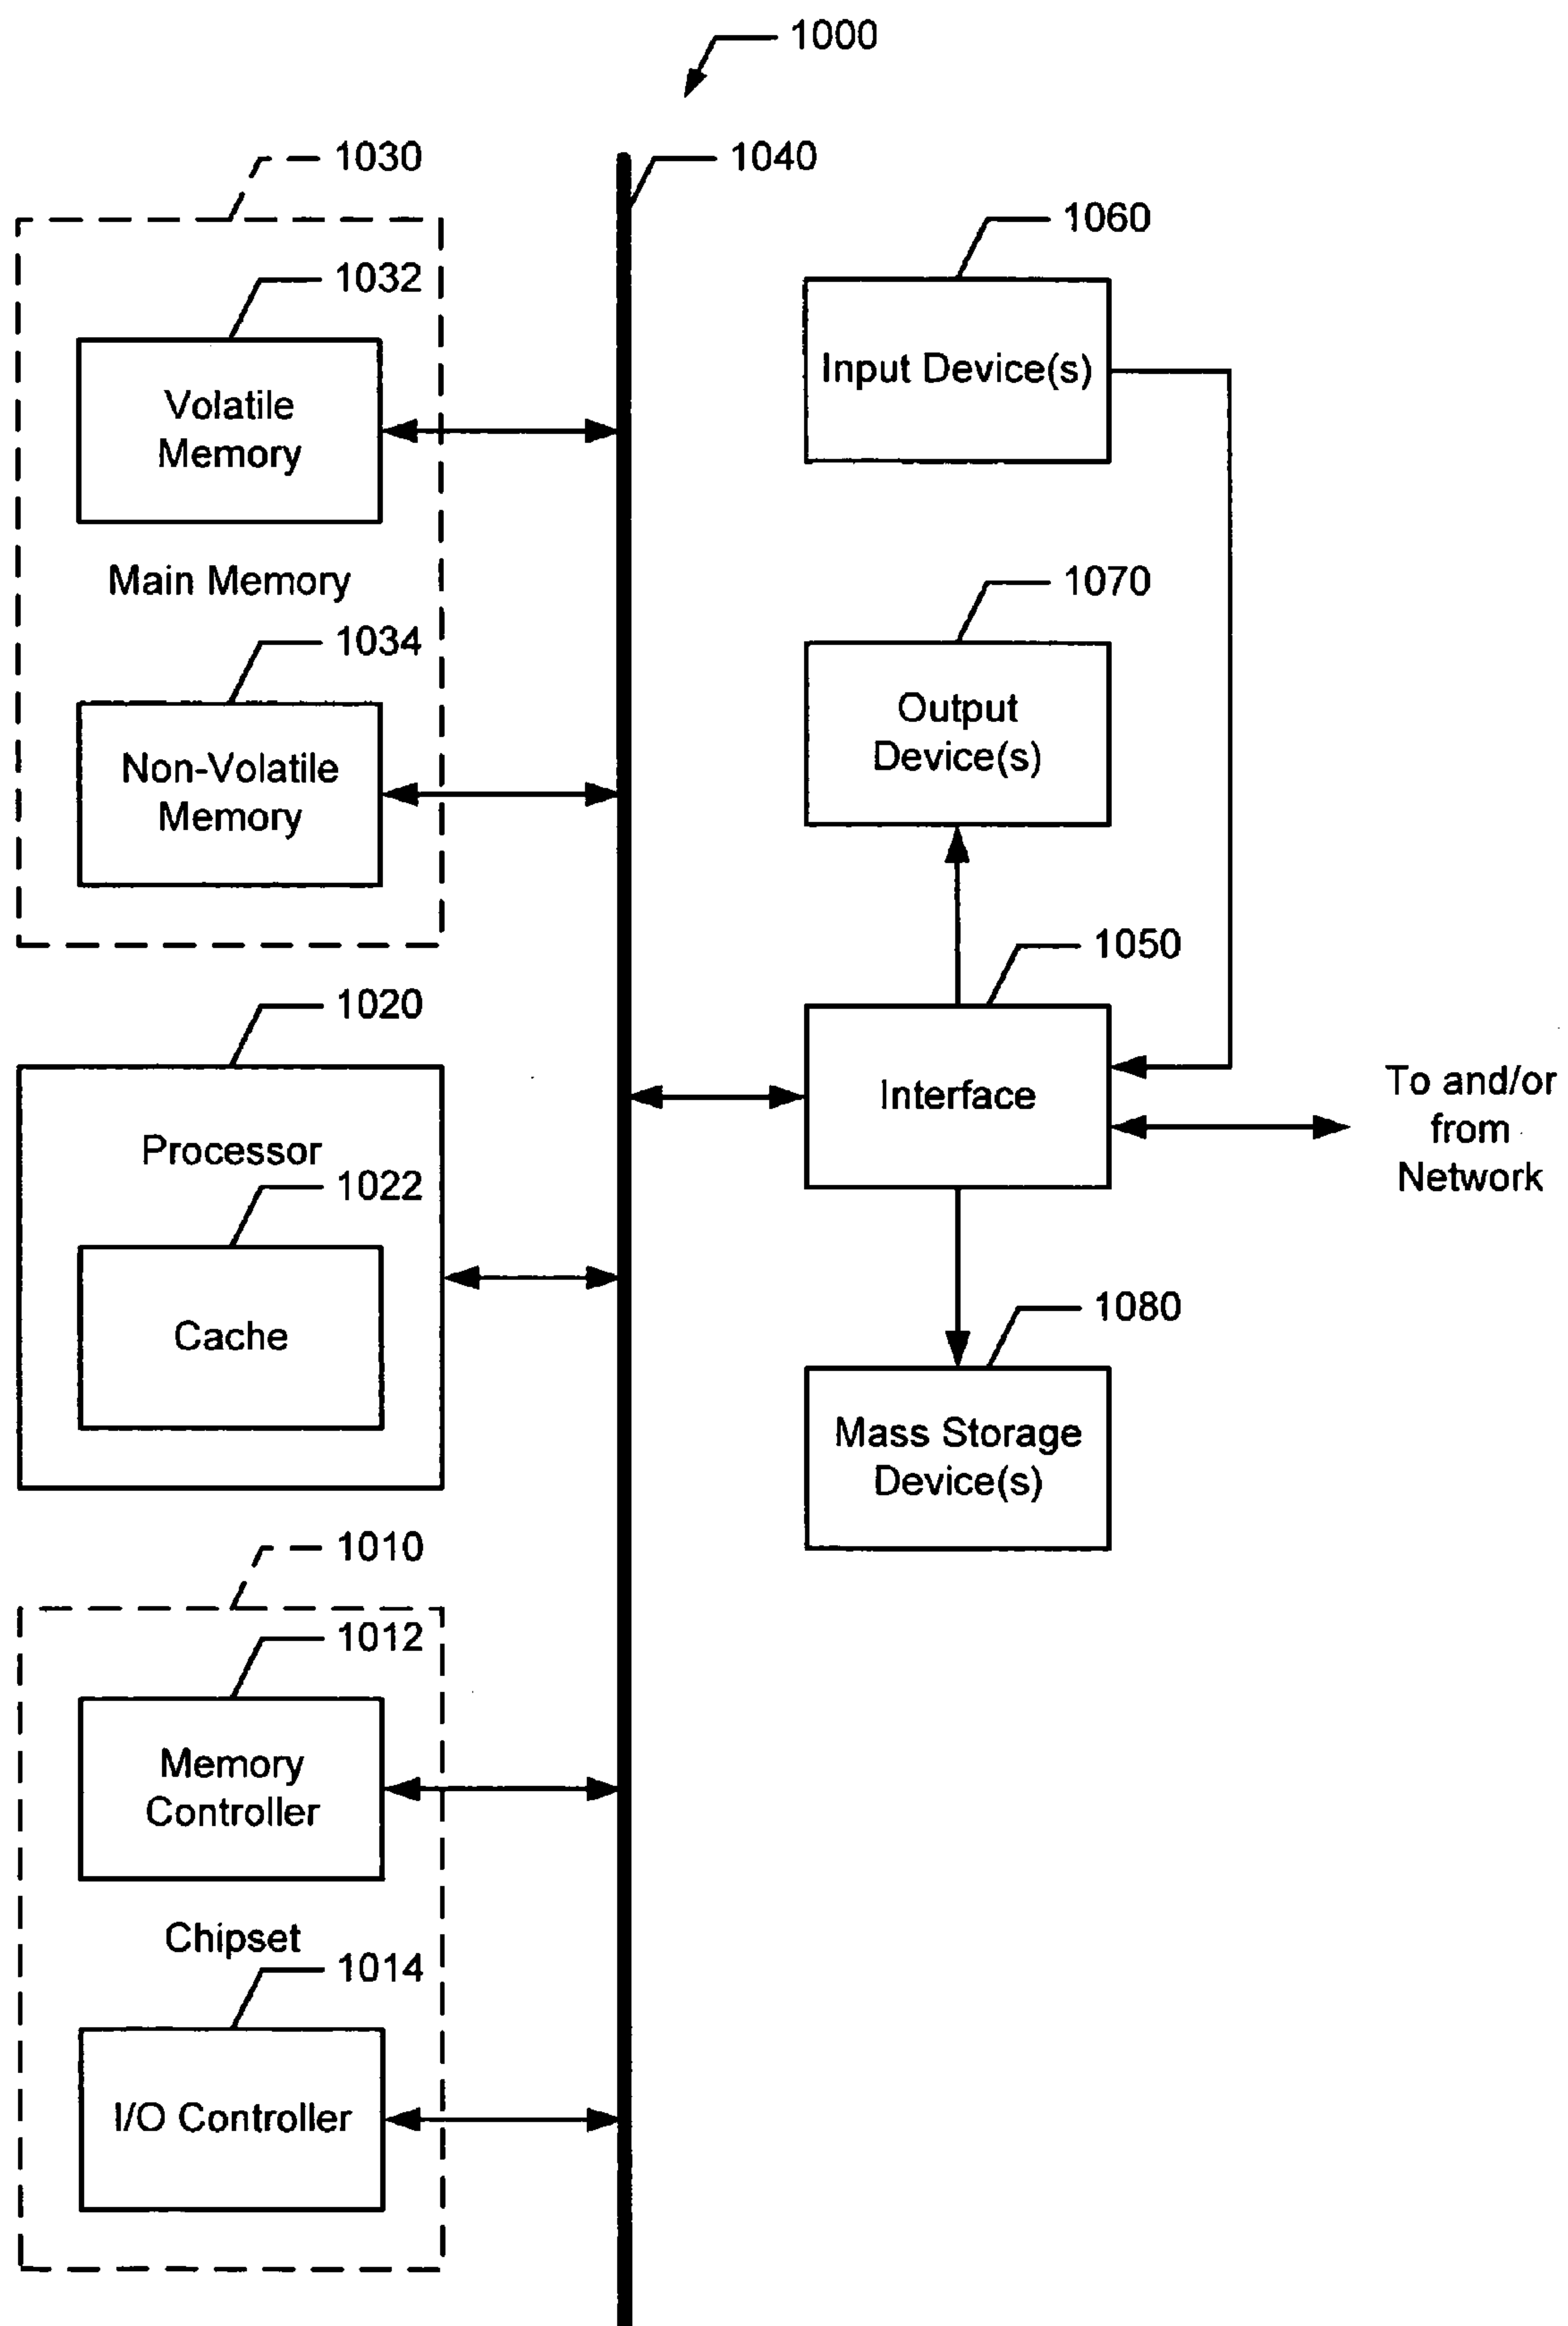 1000
1030
1040
1060
1032
Input Device(s)
Volatile
Memory
Main Memory
1070
1034
Output
Device(s)
Non-Volatile
Memory
1050
1020
Interface
To and/or
from
Network
Processor
1022
Cache
1080
Mass Storage
Device(s)
1010
1012
Memory
Controller
Chipset
1014
I/O Controller